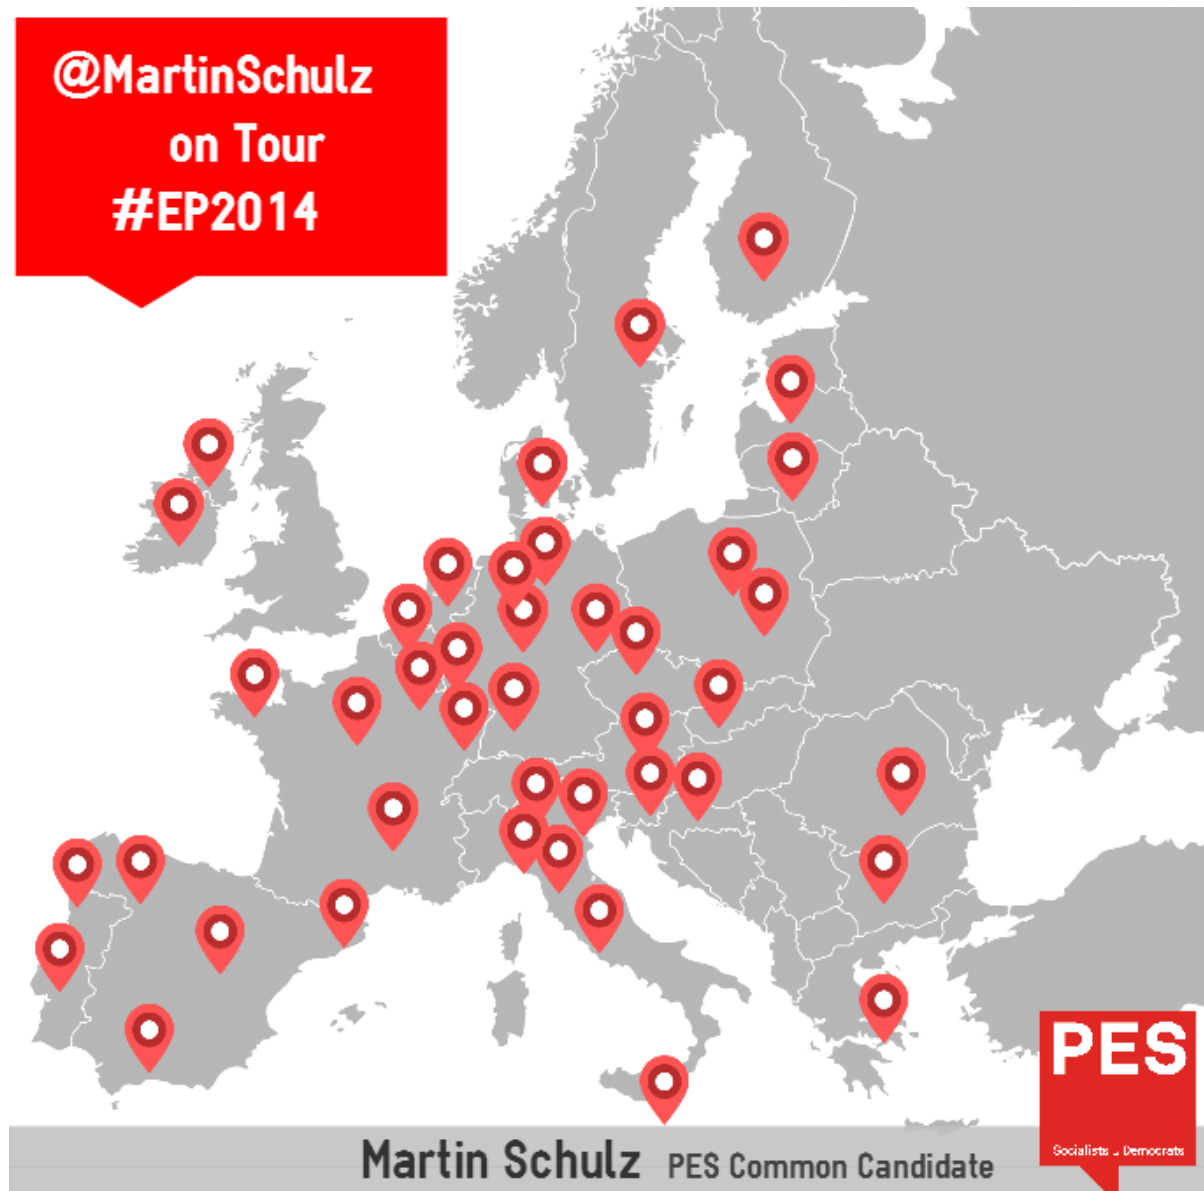 @MartinSchulz
on Tour
#EP2014
PES
Socialists & Democrats
Martin Schulz PES Common Candidate